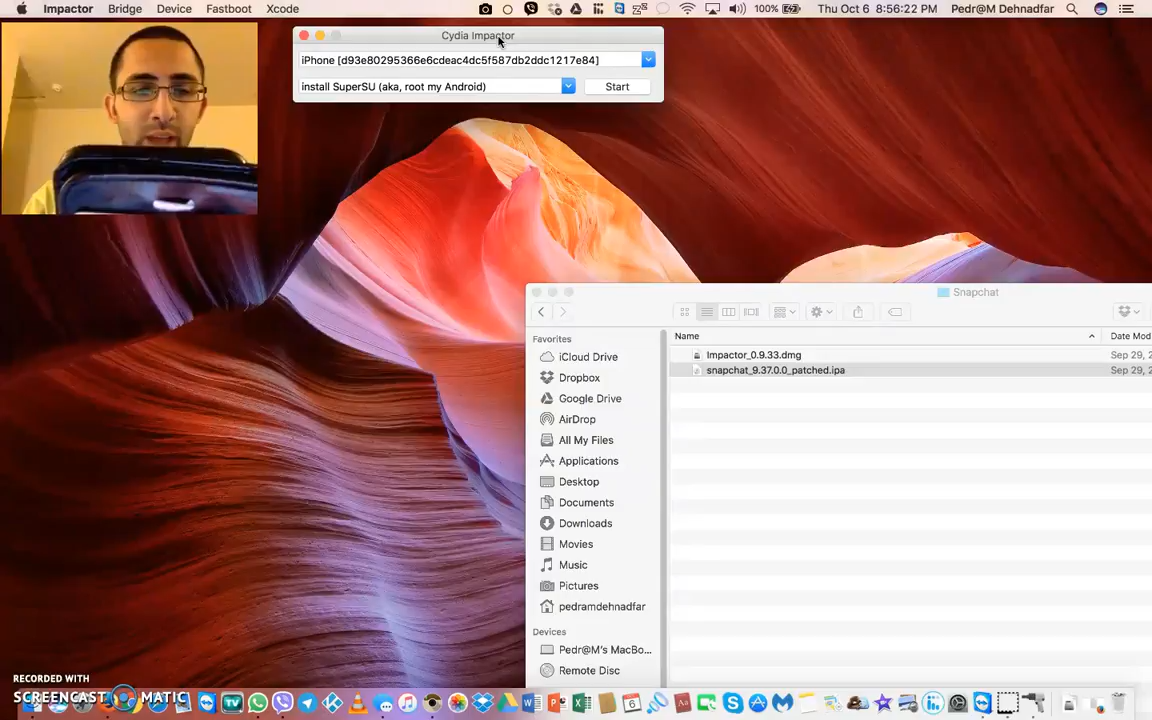 Impactor Bridge Device Fastboot Xcode 100% Thu Oct 6 8:56:22 PM Pedr@M Dehnadfar
Cydia Impactor
iPhone [d93e80295366e6cdeac4dc5f587db2ddc1217e84]
install SuperSU (aka, root my Android) Start
Snapchat
Favorites
iCloud Drive
Dropbox
Google Drive
AirDrop
All My Files
Applications
Desktop
Documents
Downloads
Movies
Music
Pictures
pedramdehnadfar
Devices
Pedr@M's MacBo...
Remote Disc
Name Date Mod
Impactor_0.9.33.dmg Sep 29, 2
snapchat_9.37.0.0_patched.ipa Sep 29, 2
RECORDED WITH
SCREENCAST MATIC